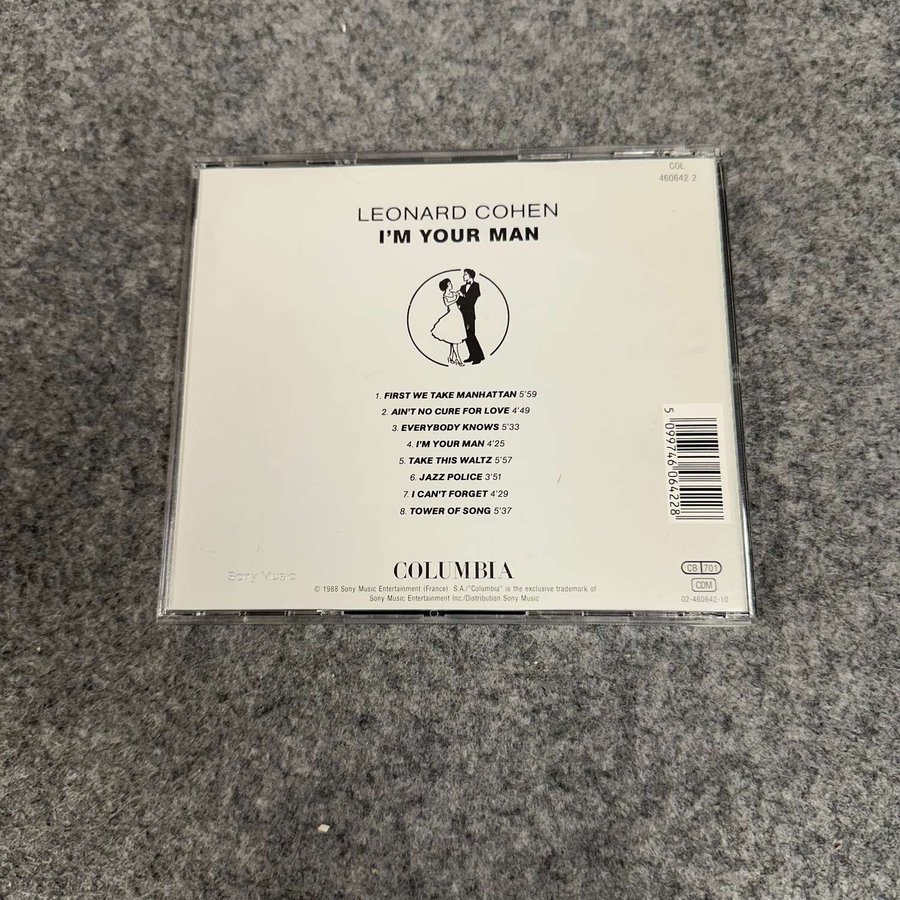 COL
460642 2
LEONARD COHEN
I'M YOUR MAN
1. FIRST WE TAKE MANHATTAN 5'59
2. AIN'T NO CURE FOR LOVE 4'49
3. EVERYBODY KNOWS 5'33
4. I'M YOUR MAN 4'25
5. TAKE THIS WALTZ 5'57
6. JAZZ POLICE 3'51
7. I CAN'T FORGET 4'29
8. TOWER OF SONG 5'37
5 099746 064228
Sony Music
COLUMBIA
CB 701
CDM
© 1988 Sony Music Entertainment (France) S.A./"Columbia" is the exclusive trademark of
Sony Music Entertainment Inc./Distribution Sony Music
02-460642-10